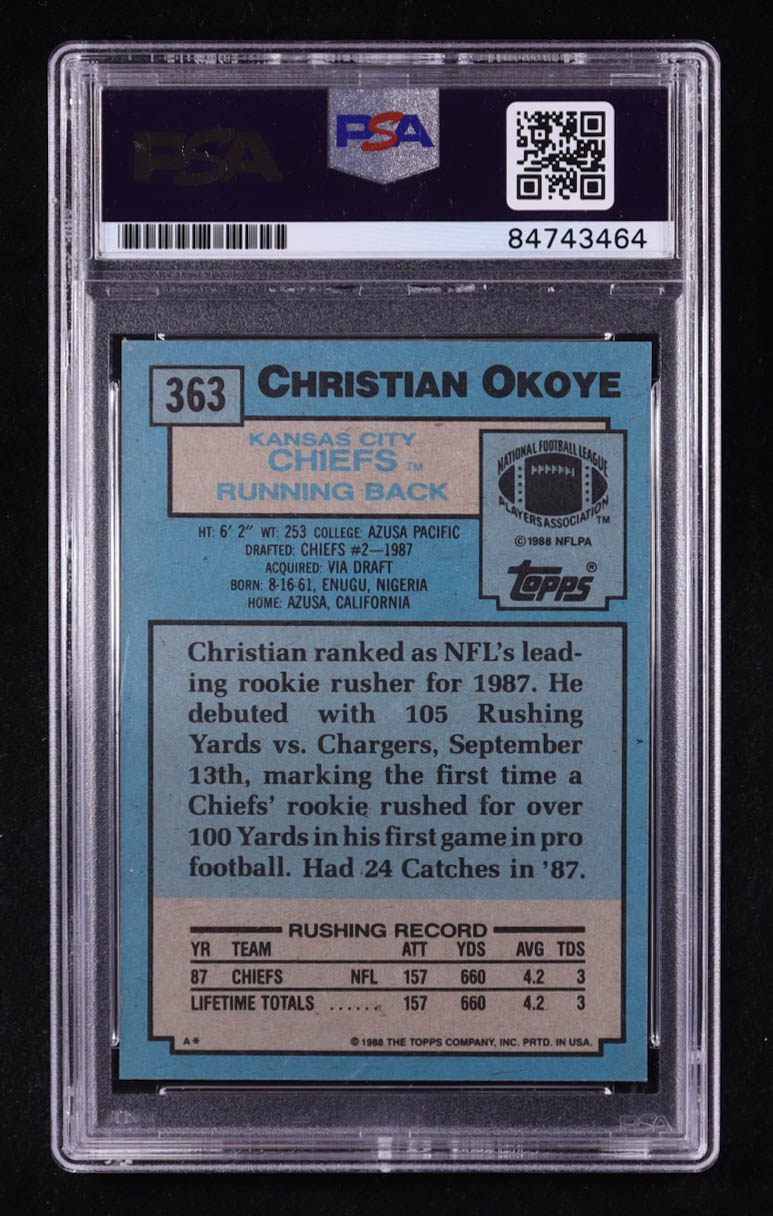 PSA
PSA
84743464
363
CHRISTIAN OKOYE
KANSAS CITY
CHIEFS TM
RUNNING BACK
NATIONAL FOOTBALL LEAGUE
PLAYERS ASSOCIATION TM
© 1988 NFLPA
TOPPS ®
HT: 6' 2" WT: 253 COLLEGE: AZUSA PACIFIC
DRAFTED: CHIEFS #2—1987
ACQUIRED: VIA DRAFT
BORN: 8-16-61, ENUGU, NIGERIA
HOME: AZUSA, CALIFORNIA
Christian ranked as NFL's lead-
ing rookie rusher for 1987. He
debuted with 105 Rushing
Yards vs. Chargers, September
13th, marking the first time a
Chiefs' rookie rushed for over
100 Yards in his first game in pro
football. Had 24 Catches in '87.
RUSHING RECORD
YR TEAM ATT YDS AVG TDS
87 CHIEFS NFL 157 660 4.2 3
LIFETIME TOTALS ...... 157 660 4.2 3
A* © 1988 THE TOPPS COMPANY, INC. PRTD. IN USA.
PSA